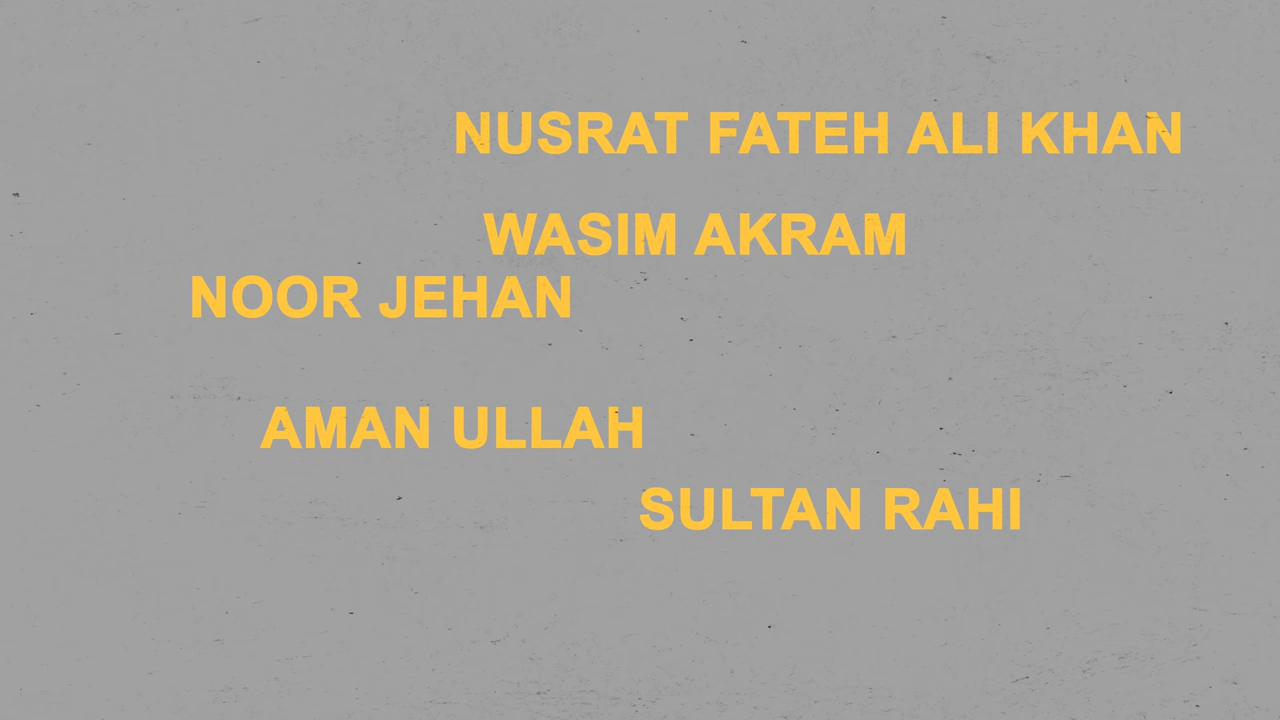 NUSRAT FATEH ALI KHAN
WASIM AKRAM
NOOR JEHAN
AMAN ULLAH
SULTAN RAHI